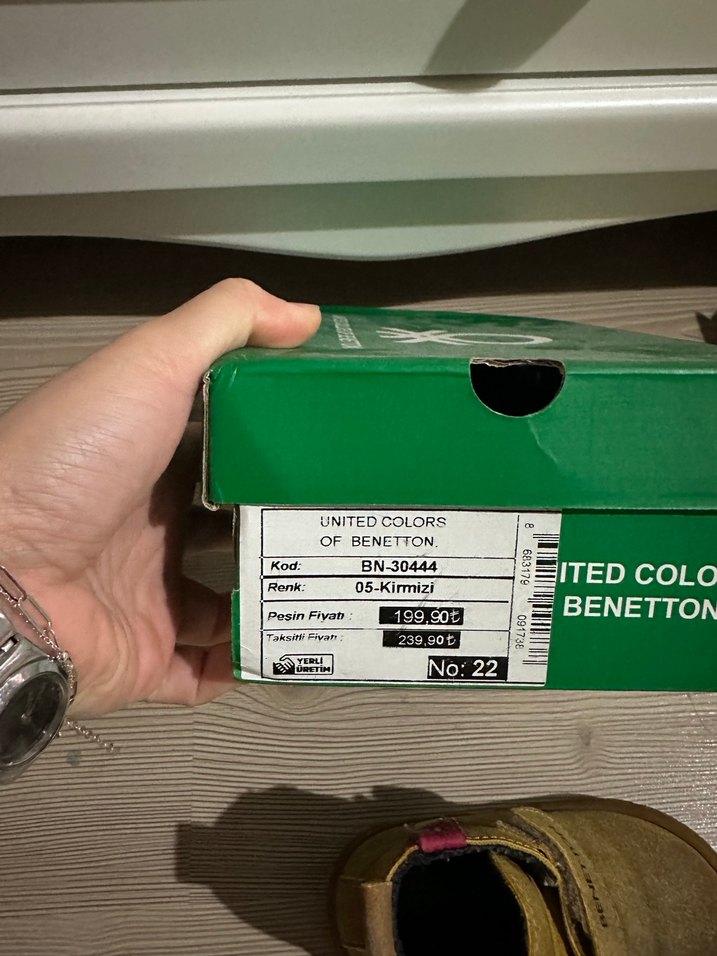 UNITED COLORS
OF BENETTON.
Kod: BN-30444
Renk: 05-Kirmizi
Peşin Fiyatı : 199,90₺
Taksitli Fiyatı : 239,90₺
YERLİ
ÜRETİM
No: 22
8 683179 091736
ITED COLO
BENETTON